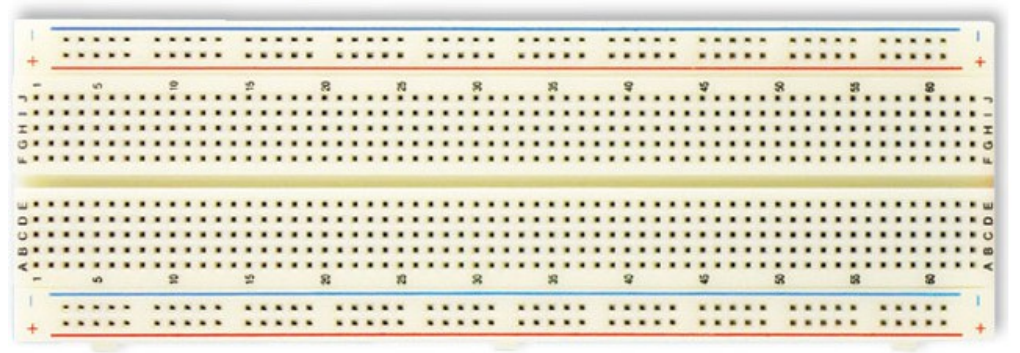 − −
+ +
1 5 10 15 20 25 30 35 40 45 50 55 60
J J
I I
H H
G G
F F
E E
D D
C C
B B
A A
1 5 10 15 20 25 30 35 40 45 50 55 60
− −
+ +